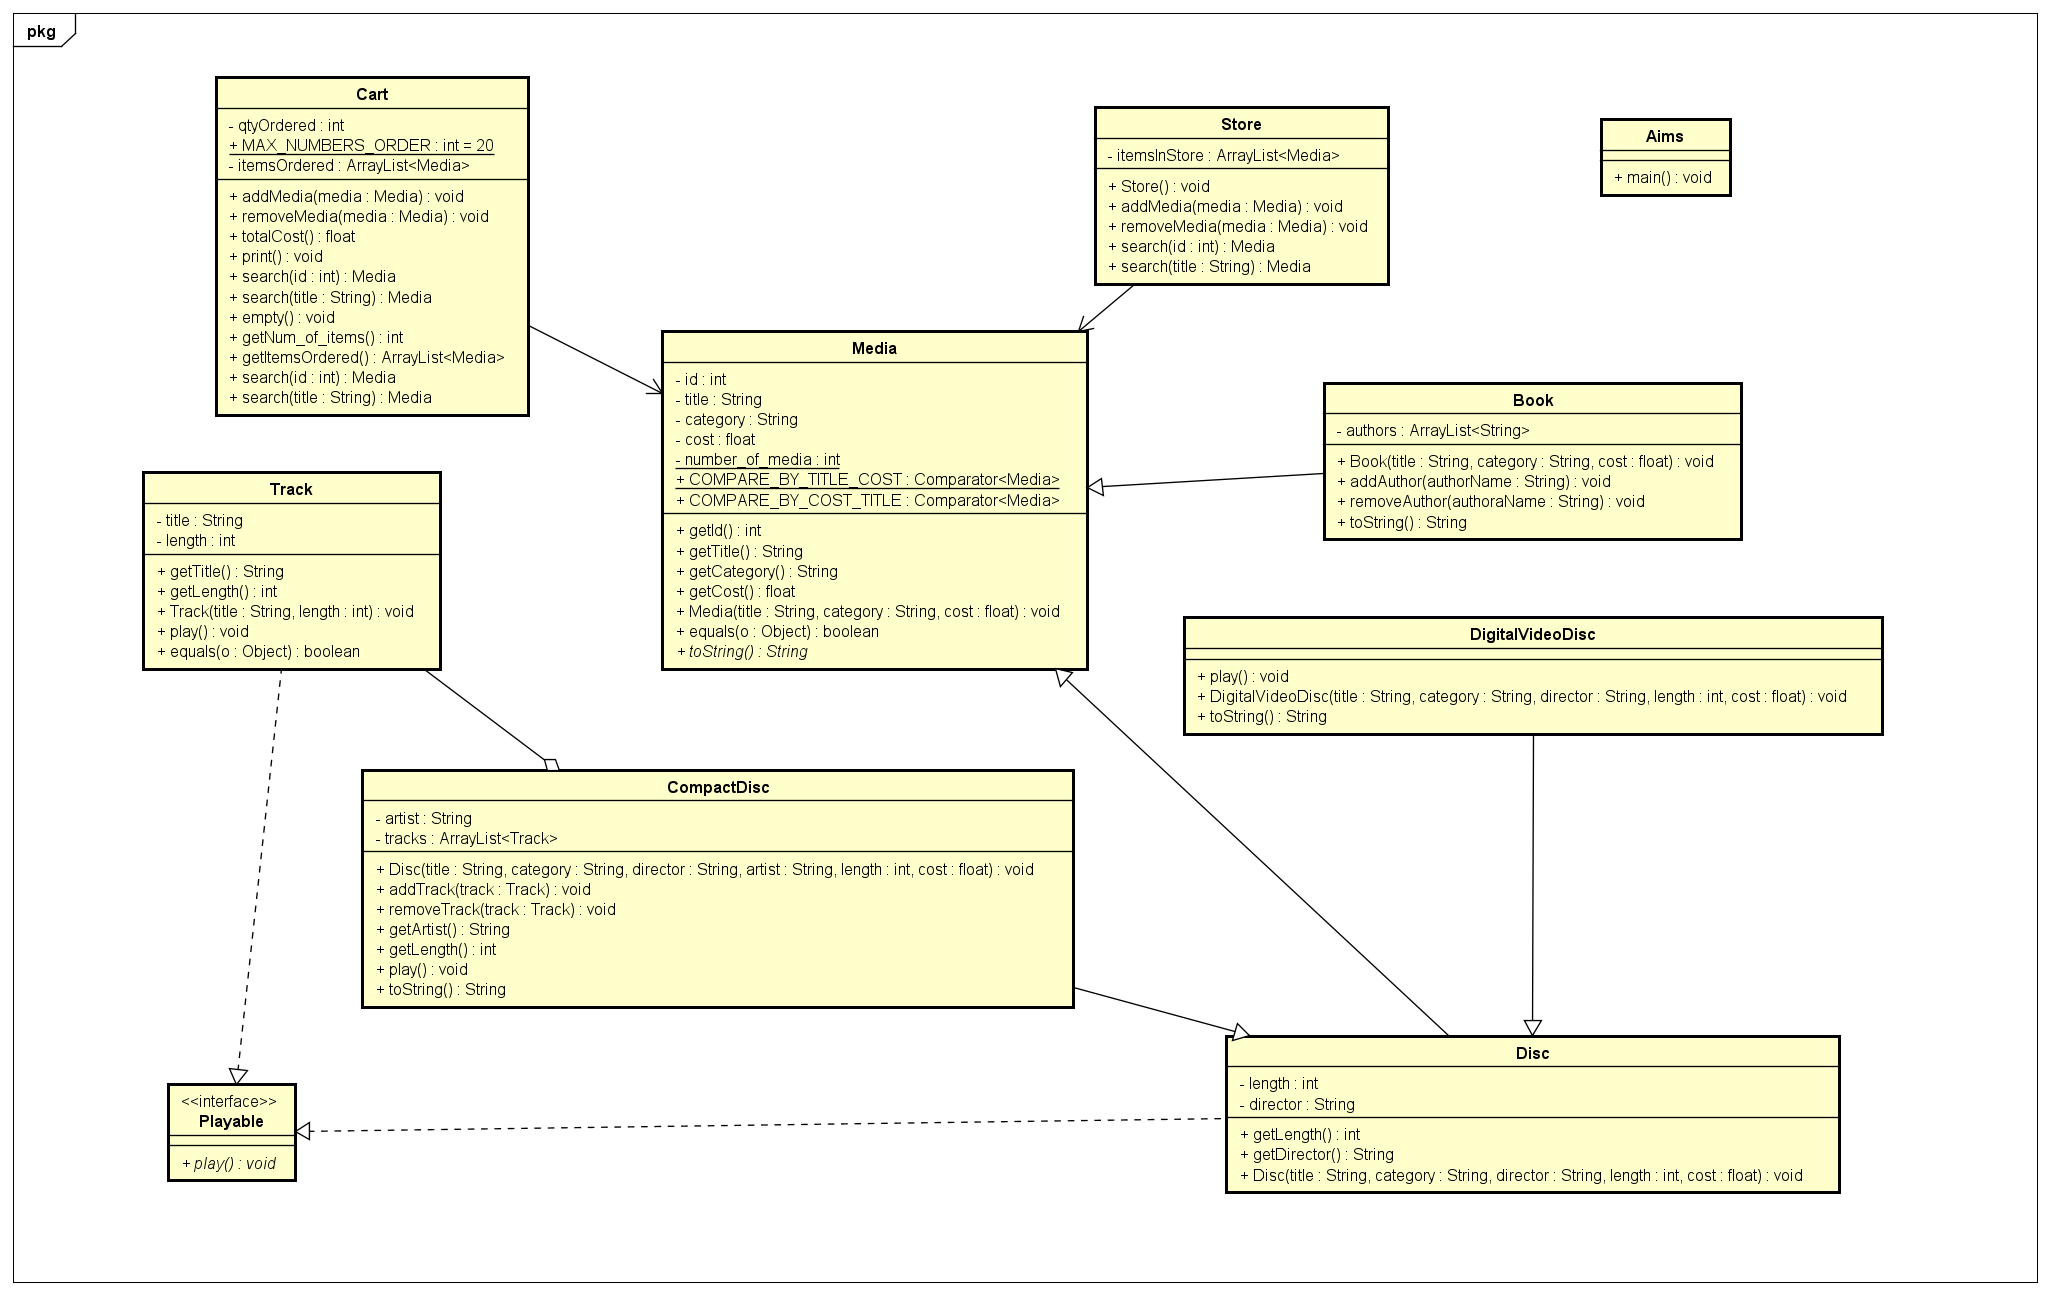 pkg
Cart
- qtyOrdered : int
+ MAX_NUMBERS_ORDER : int = 20
- itemsOrdered : ArrayList<Media>
+ addMedia(media : Media) : void
+ removeMedia(media : Media) : void
+ totalCost() : float
+ print() : void
+ search(id : int) : Media
+ search(title : String) : Media
+ empty() : void
+ getNum_of_items() : int
+ getItemsOrdered() : ArrayList<Media>
+ search(id : int) : Media
+ search(title : String) : Media
Store
- itemsInStore : ArrayList<Media>
+ Store() : void
+ addMedia(media : Media) : void
+ removeMedia(media : Media) : void
+ search(id : int) : Media
+ search(title : String) : Media
Aims
+ main() : void
Media
- id : int
- title : String
- category : String
- cost : float
- number_of_media : int
+ COMPARE_BY_TITLE_COST : Comparator<Media>
+ COMPARE_BY_COST_TITLE : Comparator<Media>
+ getId() : int
+ getTitle() : String
+ getCategory() : String
+ getCost() : float
+ Media(title : String, category : String, cost : float) : void
+ equals(o : Object) : boolean
+ toString() : String
Book
- authors : ArrayList<String>
+ Book(title : String, category : String, cost : float) : void
+ addAuthor(authorName : String) : void
+ removeAuthor(authoraName : String) : void
+ toString() : String
Track
- title : String
- length : int
+ getTitle() : String
+ getLength() : int
+ Track(title : String, length : int) : void
+ play() : void
+ equals(o : Object) : boolean
DigitalVideoDisc
+ play() : void
+ DigitalVideoDisc(title : String, category : String, director : String, length : int, cost : float) : void
+ toString() : String
CompactDisc
- artist : String
- tracks : ArrayList<Track>
+ Disc(title : String, category : String, director : String, artist : String, length : int, cost : float) : void
+ addTrack(track : Track) : void
+ removeTrack(track : Track) : void
+ getArtist() : String
+ getLength() : int
+ play() : void
+ toString() : String
Disc
- length : int
- director : String
+ getLength() : int
+ getDirector() : String
+ Disc(title : String, category : String, director : String, length : int, cost : float) : void
<<interface>>
Playable
+ play() : void